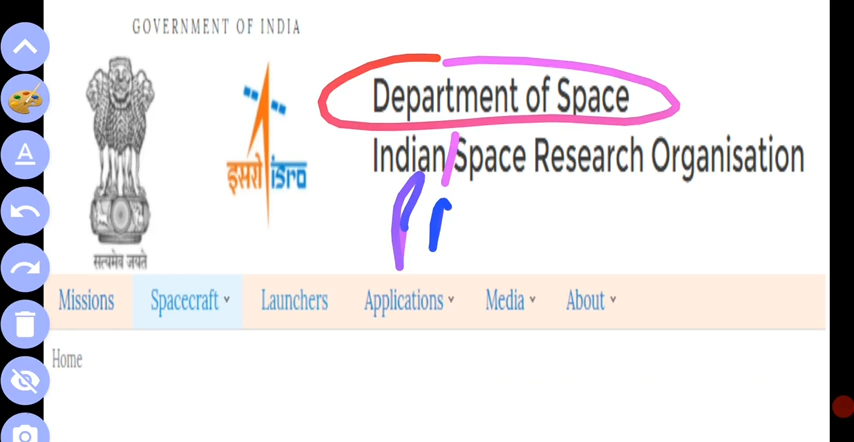 GOVERNMENT OF INDIA
Department of Space
Indian Space Research Organisation
इसरो isro
Pr
सत्यमेव जयते
Missions Spacecraft Launchers Applications Media About
Home
A